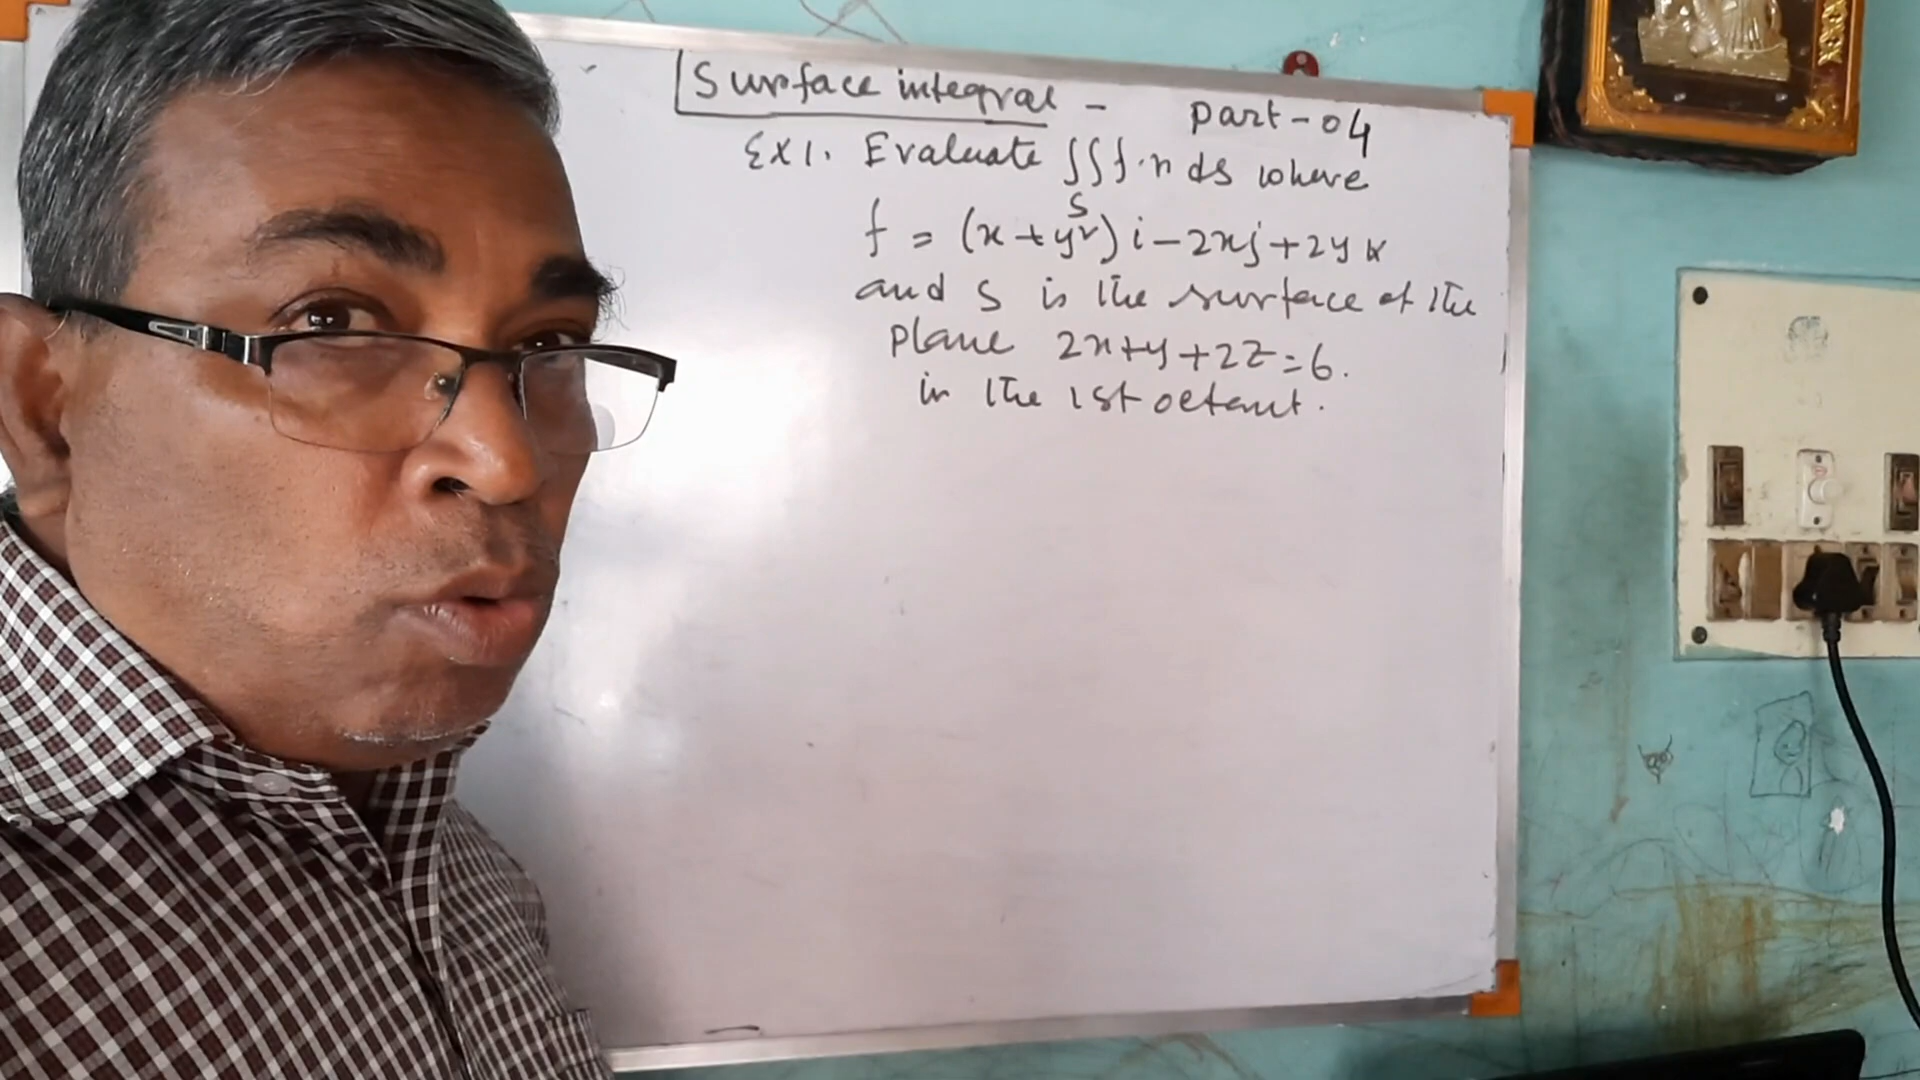 Surface integral - part-04
Ex1. Evaluate ∬f.n ds where
S
f = (x+y²)i-2xj+2yk
and S is the surface of the
plane 2x+y+2z=6.
in the 1st octant.